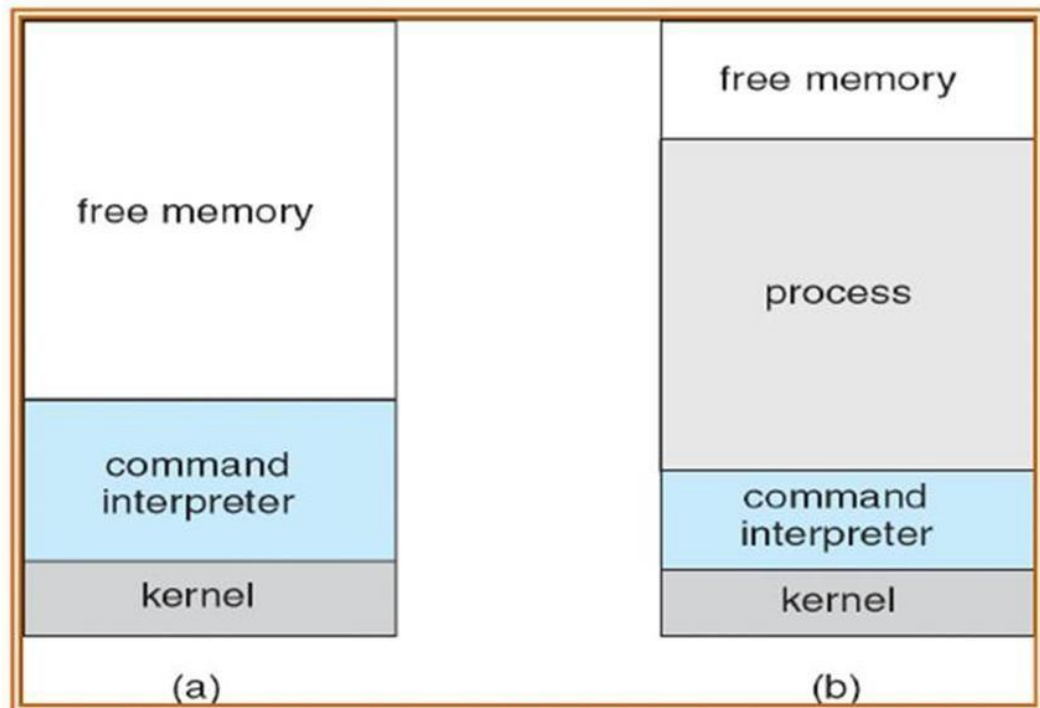 free memory
command
interpreter
kernel
(a)
free memory
process
command
interpreter
kernel
(b)